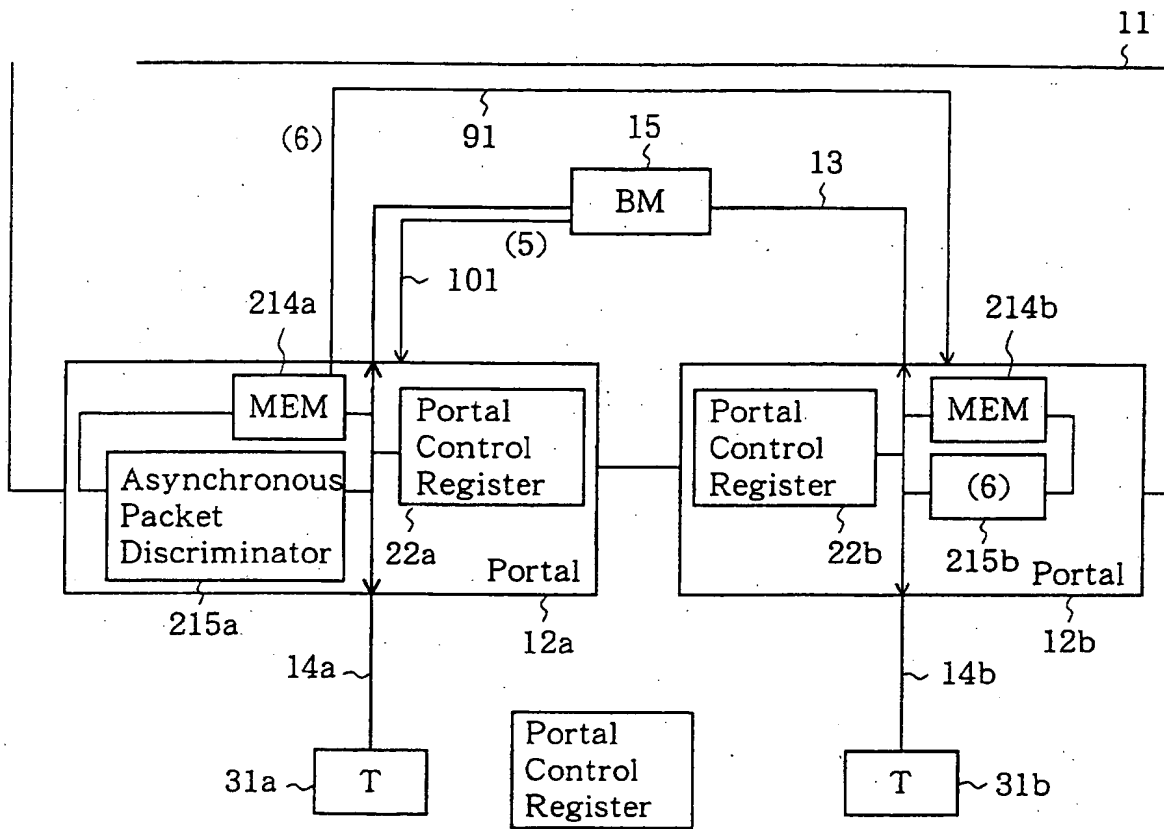 11
(6)
91
15
BM
13
(5)
101
214a
214b
MEM
Portal
Control
Register
Asynchronous
Packet
Discriminator
22a
Portal
215a
12a
Portal
Control
Register
MEM
(6)
22b
215b
Portal
12b
14a
14b
31a
T
Portal
Control
Register
T
31b